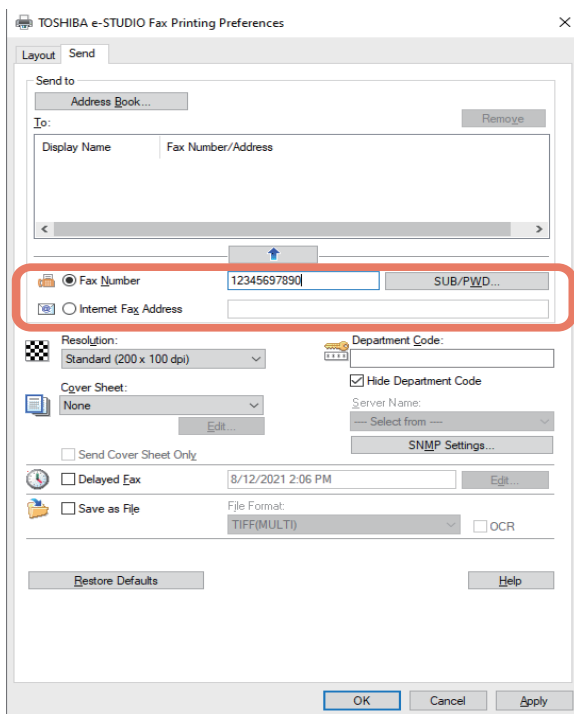 TOSHIBA e-STUDIO Fax Printing Preferences
Layout Send
Send to
Address Book...
To:
Remove
Display Name Fax Number/Address
Fax Number 12345697890 SUB/PWD...
Internet Fax Address
Resolution:
Standard (200 x 100 dpi)
Department Code:
Hide Department Code
Cover Sheet:
None
Server Name:
---- Select from ----
Edit...
SNMP Settings...
Send Cover Sheet Only
Delayed Fax 8/12/2021 2:06 PM Edit...
Save as File
File Format:
TIFF(MULTI) OCR
Restore Defaults Help
OK Cancel Apply